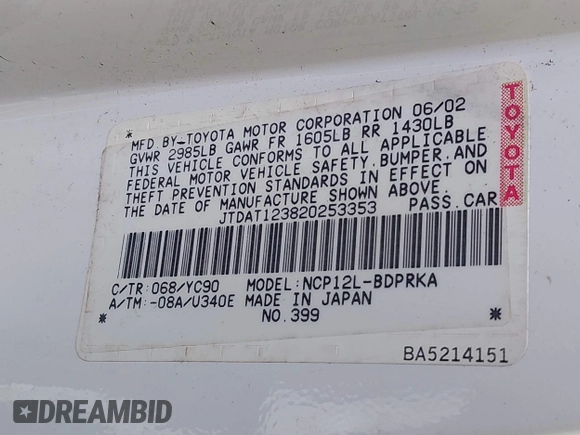 MFD. BY TOYOTA MOTOR CORPORATION 06/02
GVWR 2985LB GAWR FR 1605LB RR 1430LB
THIS VEHICLE CONFORMS TO ALL APPLICABLE
FEDERAL MOTOR VEHICLE SAFETY, BUMPER, AND
THEFT PREVENTION STANDARDS IN EFFECT ON
THE DATE OF MANUFACTURE SHOWN ABOVE.
JTDAT123820253353 PASS. CAR
TOYOTA
C/TR: 068/YC90 MODEL: NCP12L-BDPRKA
A/TM: -08A/U340E MADE IN JAPAN
* NO. 399 *
BA5214151
DREAMBID